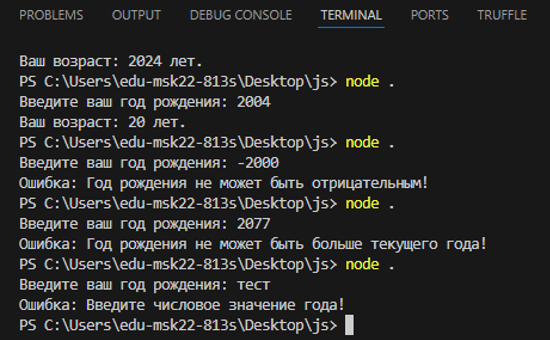 PROBLEMS OUTPUT DEBUG CONSOLE TERMINAL PORTS TRUFFLE
Ваш возраст: 2024 лет.
PS C:\Users\edu-msk22-813s\Desktop\js> node .
Введите ваш год рождения: 2004
Ваш возраст: 20 лет.
PS C:\Users\edu-msk22-813s\Desktop\js> node .
Введите ваш год рождения: -2000
Ошибка: Год рождения не может быть отрицательным!
PS C:\Users\edu-msk22-813s\Desktop\js> node .
Введите ваш год рождения: 2077
Ошибка: Год рождения не может быть больше текущего года!
PS C:\Users\edu-msk22-813s\Desktop\js> node .
Введите ваш год рождения: тест
Ошибка: Введите числовое значение года!
PS C:\Users\edu-msk22-813s\Desktop\js>